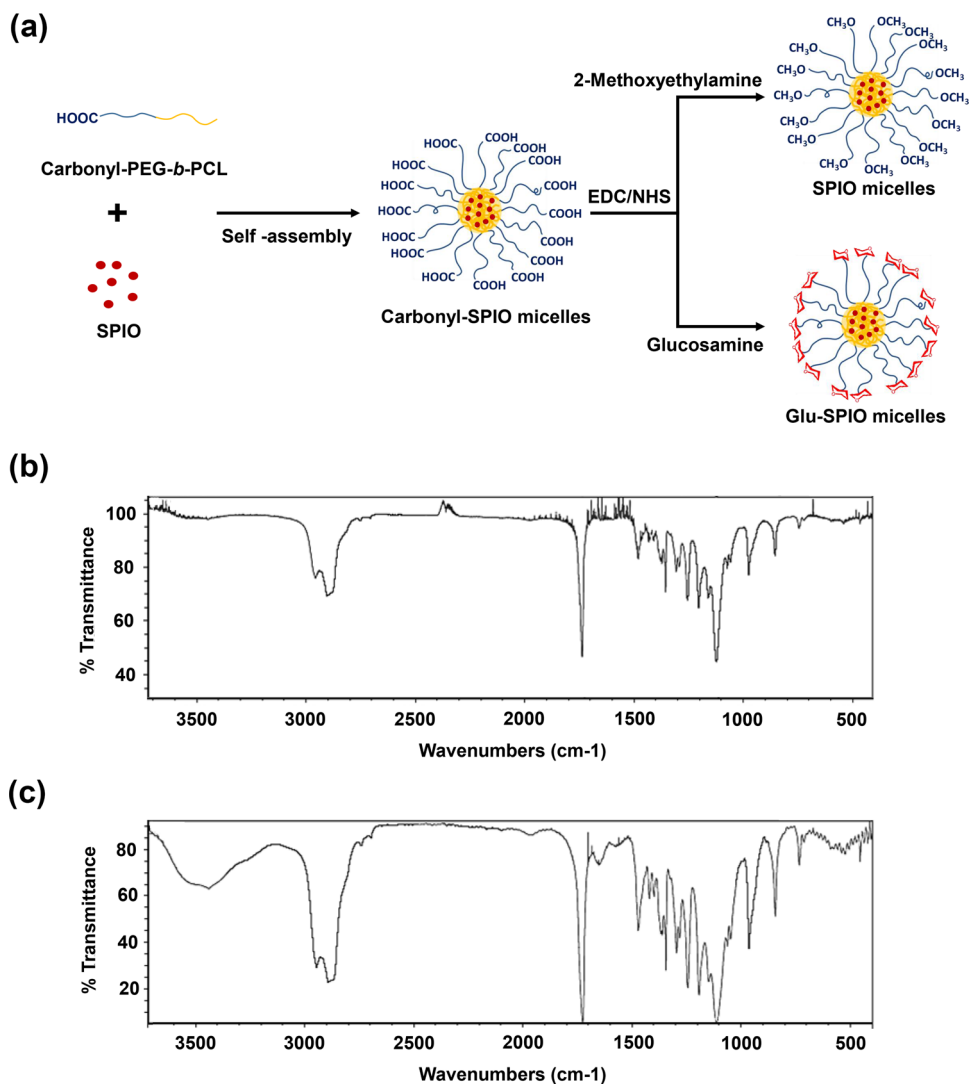 (a)
HOOC
Carbonyl-PEG-b-PCL
+
SPIO
Self -assembly
HOOC
COOH
HOOC
COOH
HOOC
COOH
HOOC
COOH
HOOC
COOH
HOOC
COOH
HOOC
COOH
HOOC
COOH
COOH
Carbonyl-SPIO micelles
EDC/NHS
2-Methoxyethylamine
Glucosamine
CH3O
OCH3
CH3O
OCH3
CH3O
OCH3
CH3O
OCH3
CH3O
OCH3
CH3O
OCH3
CH3O
OCH3
OCH3
SPIO micelles
Glu-SPIO micelles
(b)
% Transmittance
100
80
60
40
3500 3000 2500 2000 1500 1000 500
Wavenumbers (cm-1)
(c)
% Transmittance
80
60
40
20
3500 3000 2500 2000 1500 1000 500
Wavenumbers (cm-1)